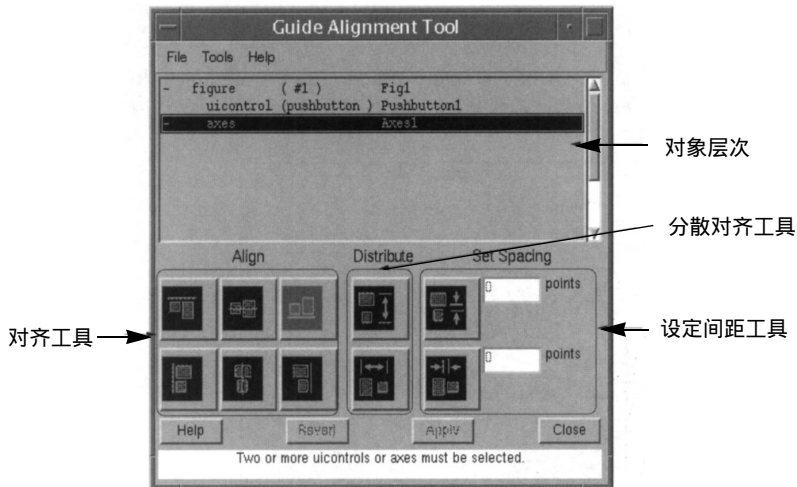 Guide Alignment Tool
File Tools Help
- figure ( #1 ) Fig1
uicontrol (pushbutton ) Pushbutton1
- axes Axes1
对象层次
分散对齐工具
Align Distribute Set Spacing
0 points
对齐工具
设定间距工具
0 points
Help Revert Apply Close
Two or more uicontrols or axes must be selected.